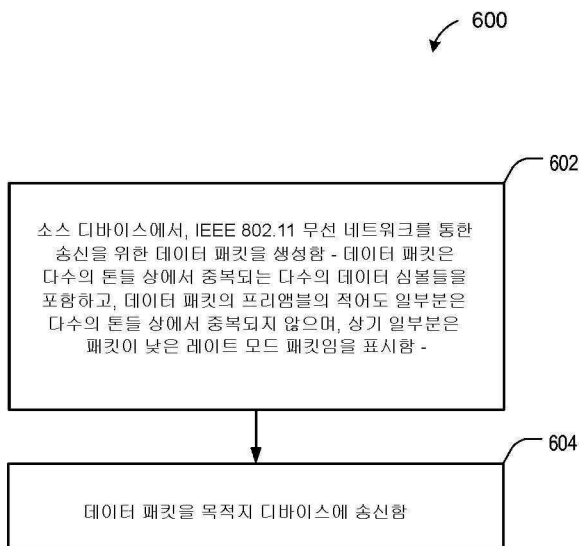 600
602
소스 디바이스에서, IEEE 802.11 무선 네트워크를 통한
송신을 위한 데이터 패킷을 생성함 - 데이터 패킷은
다수의 톤들 상에서 중복되는 다수의 데이터 심볼들을
포함하고, 데이터 패킷의 프리앰블의 적어도 일부분은
다수의 톤들 상에서 중복되지 않으며, 상기 일부분은
패킷이 낮은 레이트 모드 패킷임을 표시함 -
604
데이터 패킷을 목적지 디바이스에 송신함